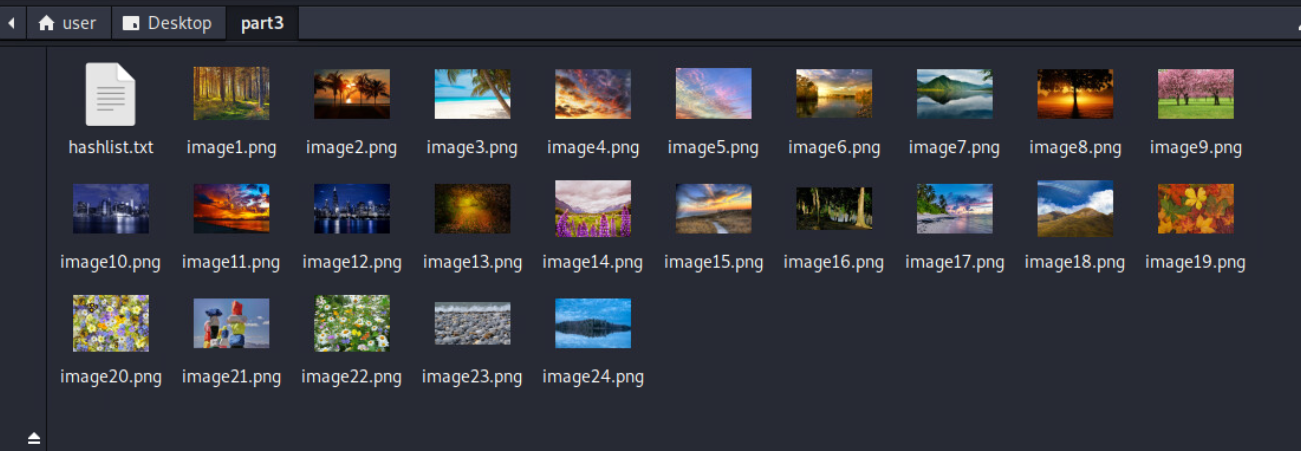 user Desktop part3
hashlist.txt image1.png image2.png image3.png image4.png image5.png image6.png image7.png image8.png image9.png
image10.png image11.png image12.png image13.png image14.png image15.png image16.png image17.png image18.png image19.png
image20.png image21.png image22.png image23.png image24.png